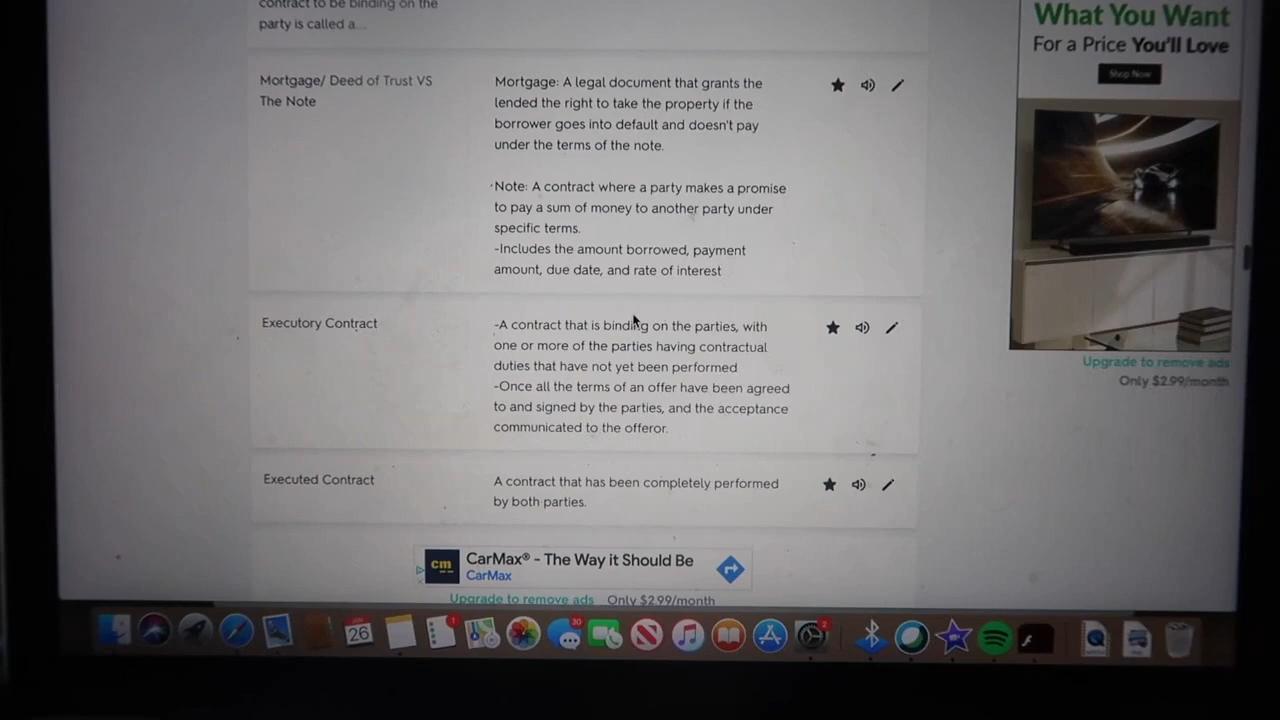 contract to be binding on the
party is called a...
What You Want
For a Price You'll Love
Shop Now
Mortgage/ Deed of Trust VS
The Note
Mortgage: A legal document that grants the
lended the right to take the property if the
borrower goes into default and doesn't pay
under the terms of the note.
·Note: A contract where a party makes a promise
to pay a sum of money to another party under
specific terms.
-Includes the amount borrowed, payment
amount, due date, and rate of interest
Executory Contract
-A contract that is binding on the parties, with
one or more of the parties having contractual
duties that have not yet been performed
-Once all the terms of an offer have been agreed
to and signed by the parties, and the acceptance
communicated to the offeror.
Upgrade to remove ads
Only $2.99/month
Executed Contract
A contract that has been completely performed
by both parties.
cm
CarMax® - The Way it Should Be
CarMax
Upgrade to remove ads Only $2.99/month
26
1
30
2